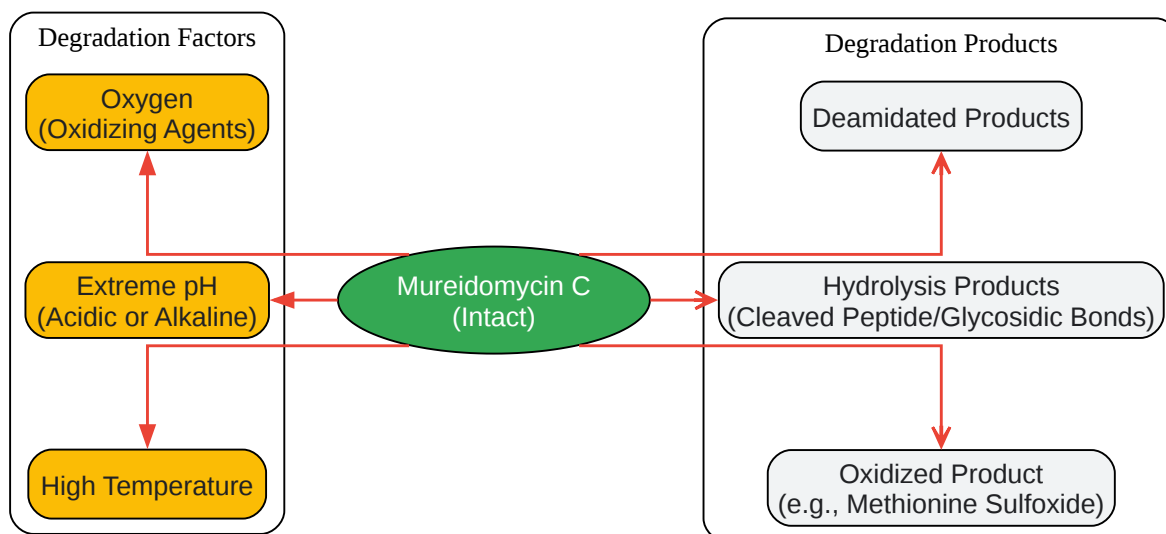 Degradation Factors
Oxygen
(Oxidizing Agents)
Extreme pH
(Acidic or Alkaline)
High Temperature
Mureidomycin C
(Intact)
Degradation Products
Deamidated Products
Hydrolysis Products
(Cleaved Peptide/Glycosidic Bonds)
Oxidized Product
(e.g., Methionine Sulfoxide)